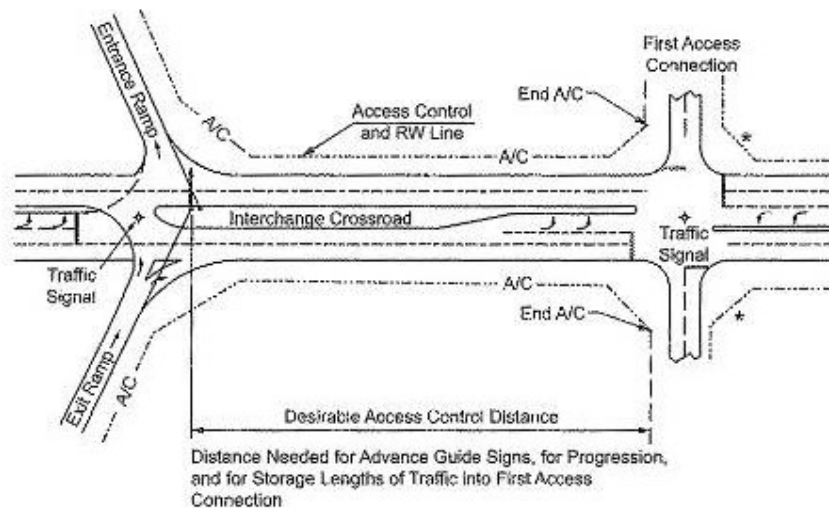 Entrance Ramp
A/C
Access Control
and RW Line
A/C
End A/C
First Access
Connection
*
Interchange Crossroad
Traffic
Signal
Traffic
Signal
A/C
End A/C
*
Exit Ramp
A/C
Desirable Access Control Distance
Distance Needed for Advance Guide Signs, for Progression,
and for Storage Lengths of Traffic into First Access
Connection